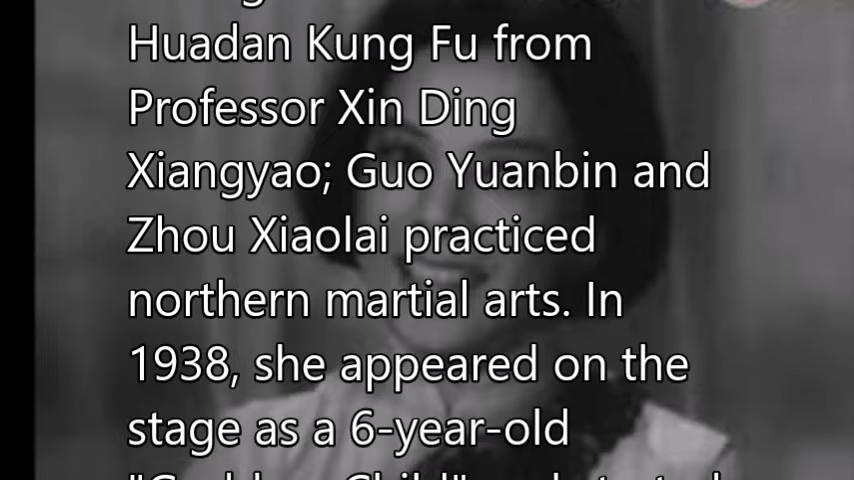 Huadan Kung Fu from
Professor Xin Ding
Xiangyao; Guo Yuanbin and
Zhou Xiaolai practiced
northern martial arts. In
1938, she appeared on the
stage as a 6-year-old